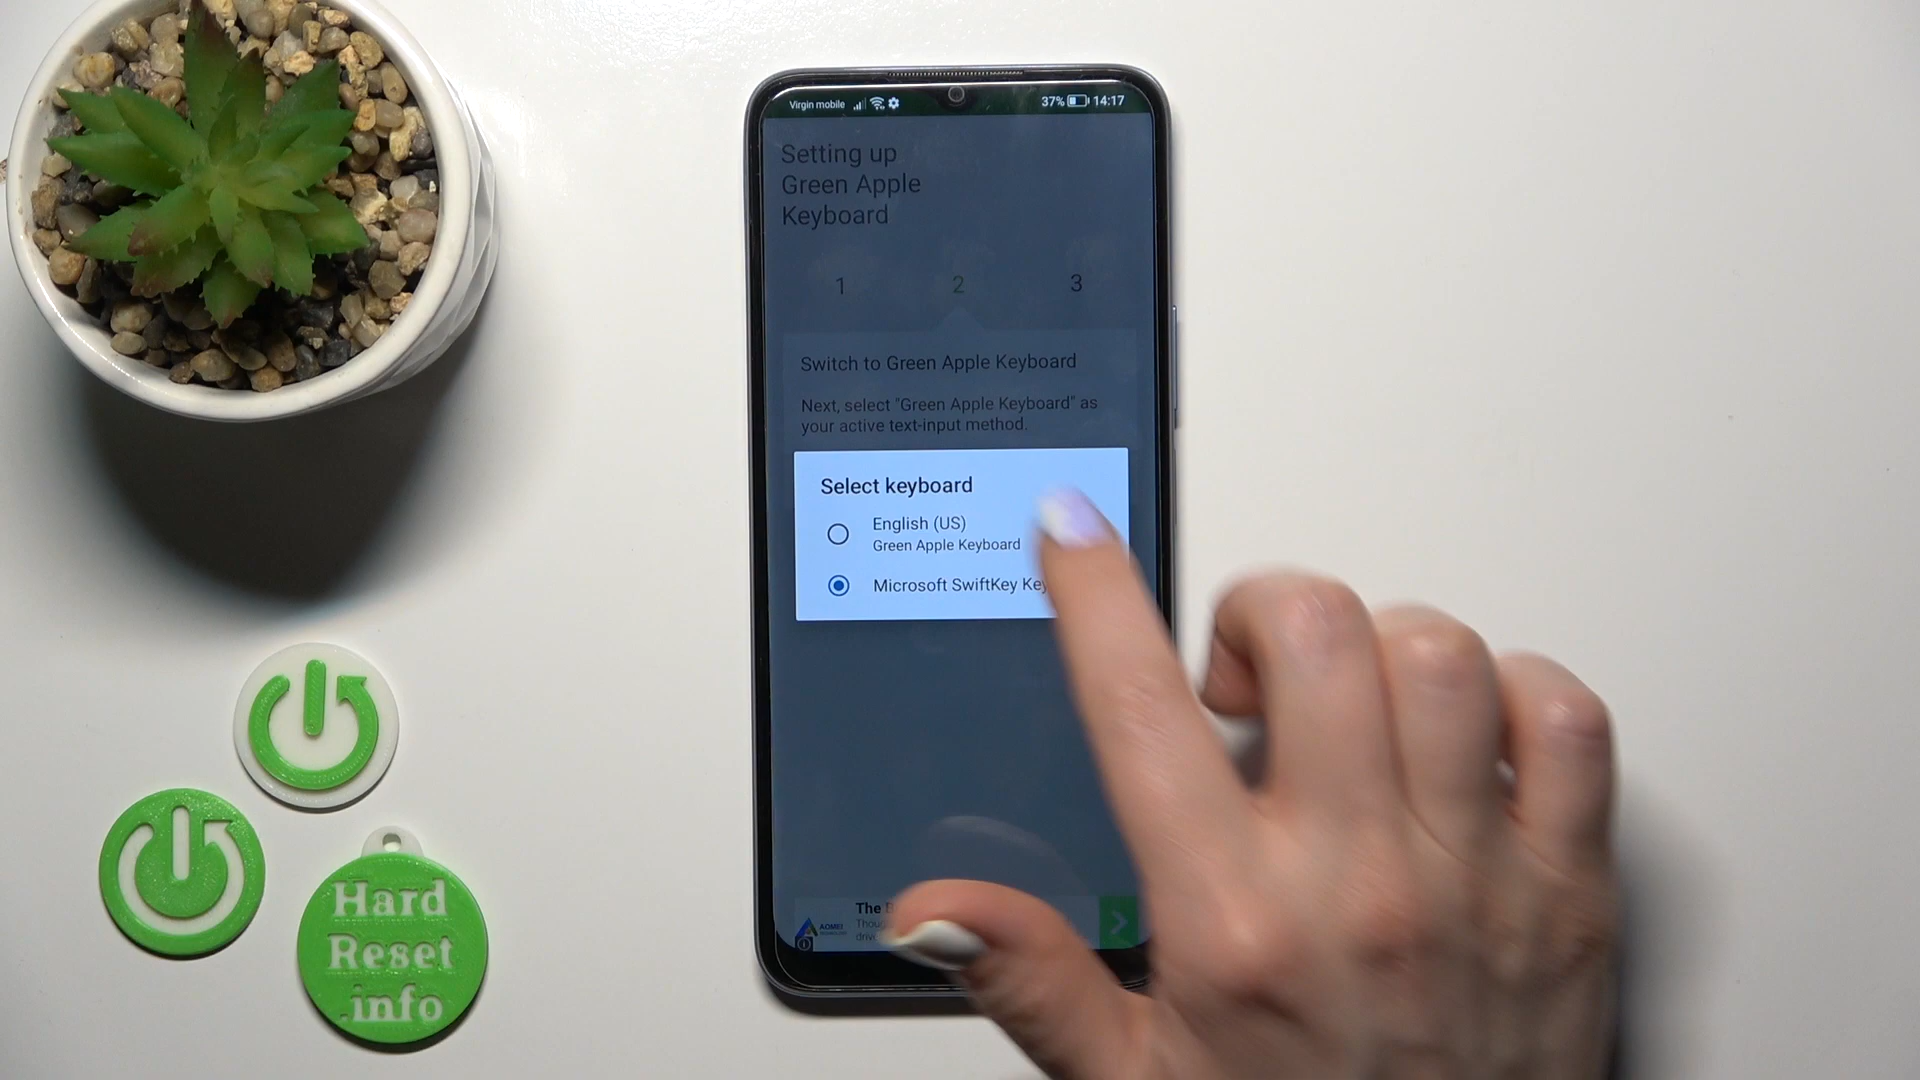 Virgin mobile
37% 14:17
Setting up
Green Apple
Keyboard
1 2 3
Switch to Green Apple Keyboard
Next, select "Green Apple Keyboard" as
your active text-input method.
Select keyboard
English (US)
Green Apple Keyboard
Microsoft SwiftKey
The
AOMEI
Hard
Reset
.info